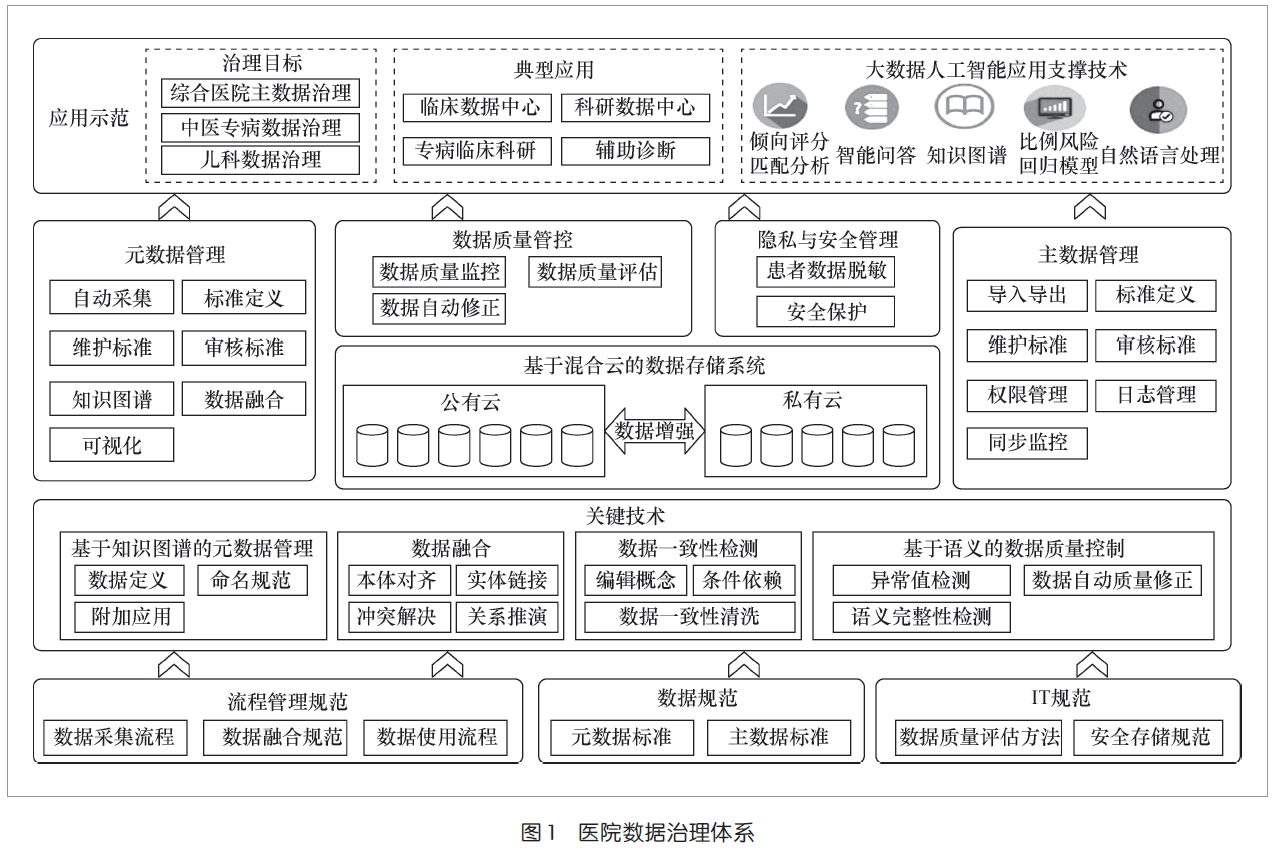 应用示范
治理目标
综合医院主数据治理
中医专病数据治理
儿科数据治理
典型应用
临床数据中心
科研数据中心
专病临床科研
辅助诊断
大数据人工智能应用支撑技术
倾向评分
匹配分析
智能问答
知识图谱
比例风险
回归模型
自然语言处理
元数据管理
自动采集
标准定义
维护标准
审核标准
知识图谱
数据融合
可视化
数据质量管控
数据质量监控
数据质量评估
数据自动修正
隐私与安全管理
患者数据脱敏
安全保护
主数据管理
导入导出
标准定义
维护标准
审核标准
权限管理
日志管理
同步监控
基于混合云的数据存储系统
公有云
数据增强
私有云
关键技术
基于知识图谱的元数据管理
数据定义
命名规范
附加应用
数据融合
本体对齐
实体链接
冲突解决
关系推演
数据一致性检测
编辑概念
条件依赖
数据一致性清洗
基于语义的数据质量控制
异常值检测
数据自动质量修正
语义完整性检测
流程管理规范
数据采集流程
数据融合规范
数据使用流程
数据规范
元数据标准
主数据标准
IT规范
数据质量评估方法
安全存储规范
图1 医院数据治理体系